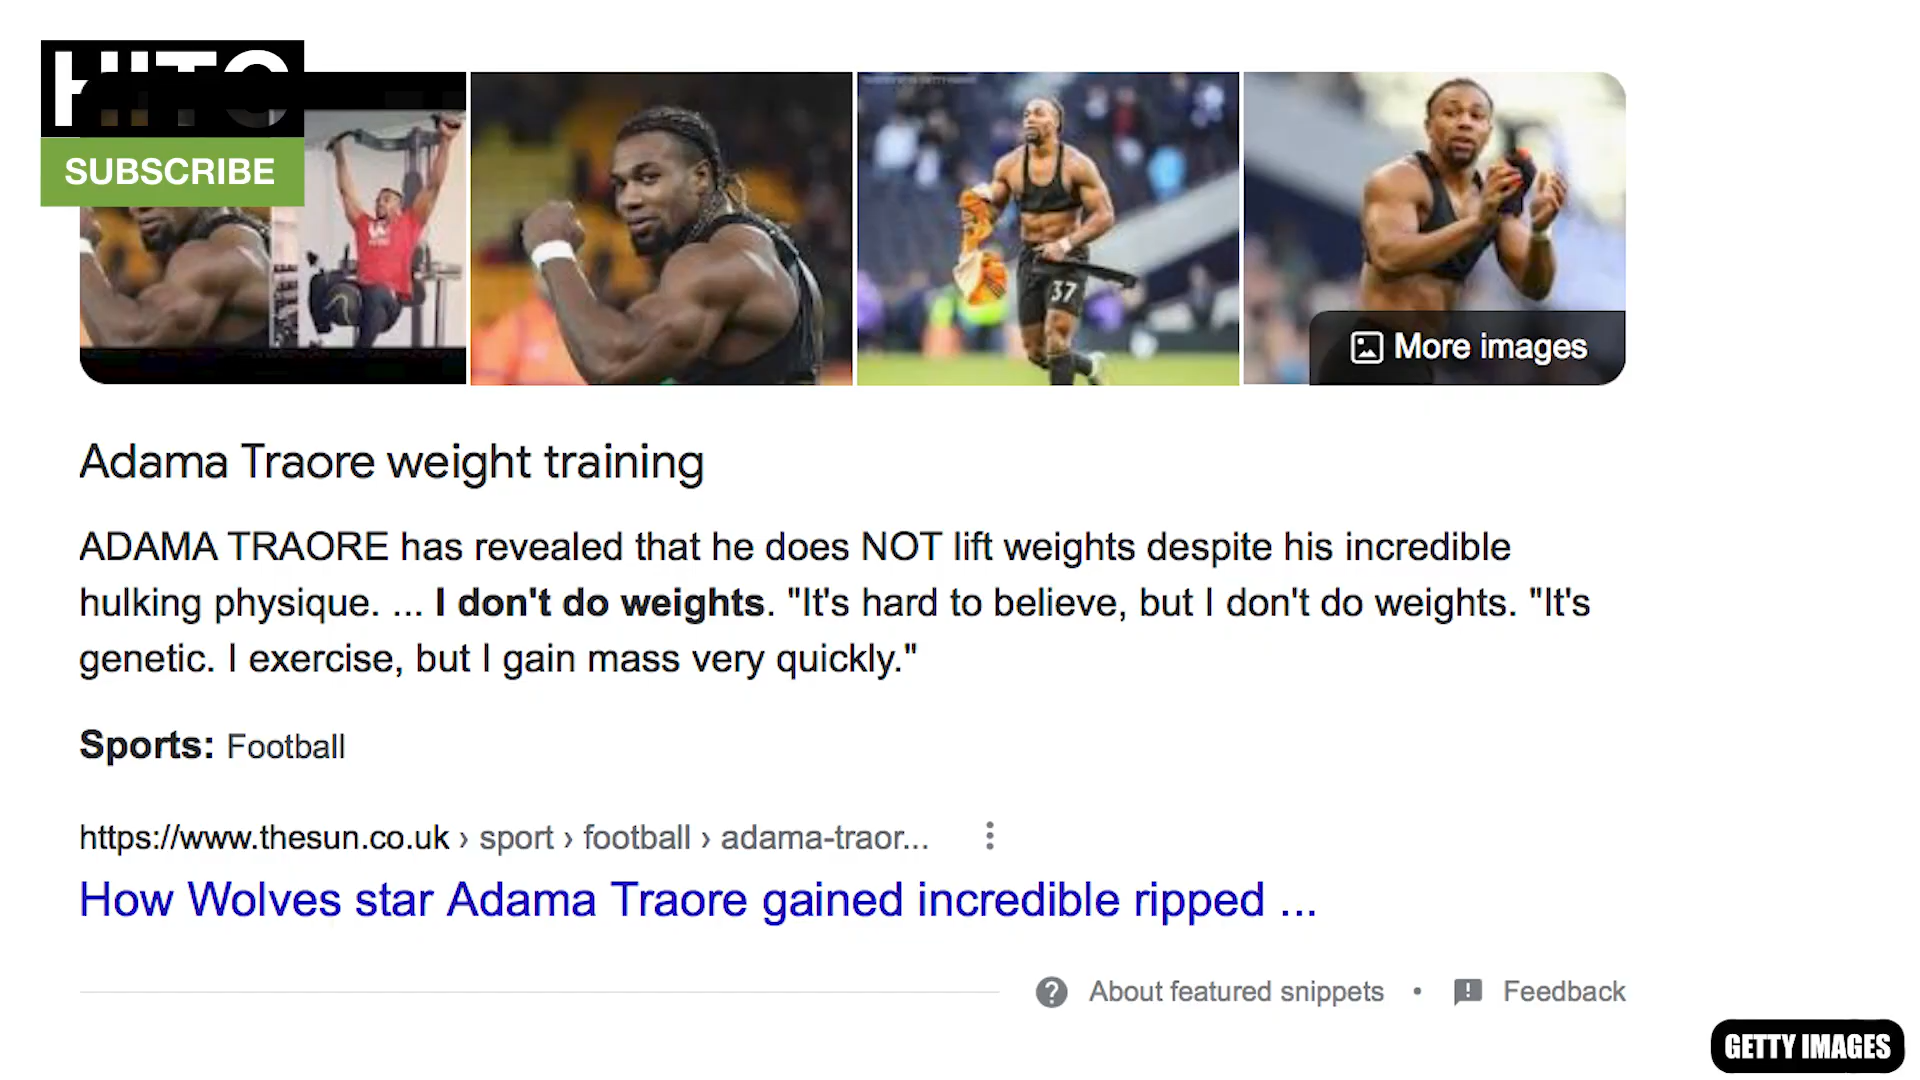 HITC
SUBSCRIBE
37
More images
Adama Traore weight training
ADAMA TRAORE has revealed that he does NOT lift weights despite his incredible
hulking physique. ... I don't do weights. "It's hard to believe, but I don't do weights. "It's
genetic. I exercise, but I gain mass very quickly."
Sports: Football
https://www.thesun.co.uk › sport › football › adama-traor...
How Wolves star Adama Traore gained incredible ripped ...
About featured snippets • Feedback
GETTY IMAGES